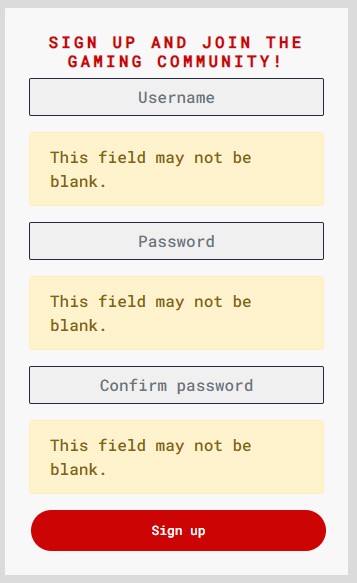 SIGN UP AND JOIN THE
GAMING COMMUNITY!
Username
This field may not be
blank.
Password
This field may not be
blank.
Confirm password
This field may not be
blank.
Sign up